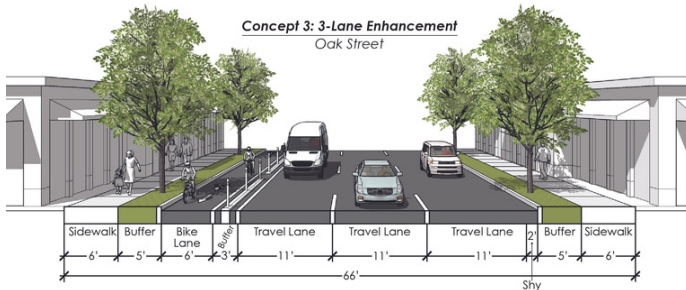 Concept 3: 3-Lane Enhancement
Oak Street
Sidewalk Buffer Bike Lane Buffer Travel Lane Travel Lane Travel Lane 2' Buffer Sidewalk
6' 5' 6' 3' 11' 11' 11' 5' 6'
66'
Shy